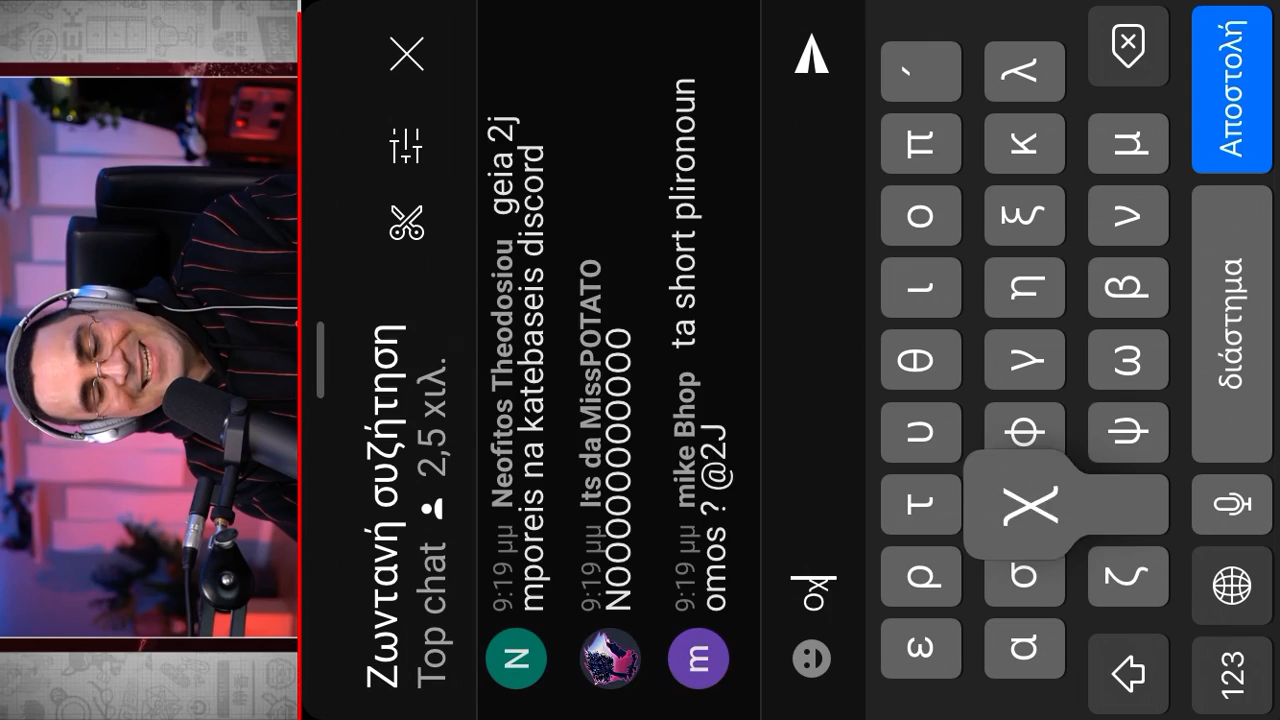 Ζωντανή συζήτηση
Top chat 2,5 χιλ.
N 9:19 μμ Neofitos Theodosiou geia 2j
mporeis na katebaseis discord
9:19 μμ Its da MissPOTATO
NOOOOOOOOOOOO
m 9:19 μμ mike Bhop ta short plironoun
omos ? @2J
οχ
ε ρ τ υ θ ι ο π ΄
α σ χ φ γ η ξ κ λ
ζ ψ ω β ν μ
123 διάστημα Αποστολή